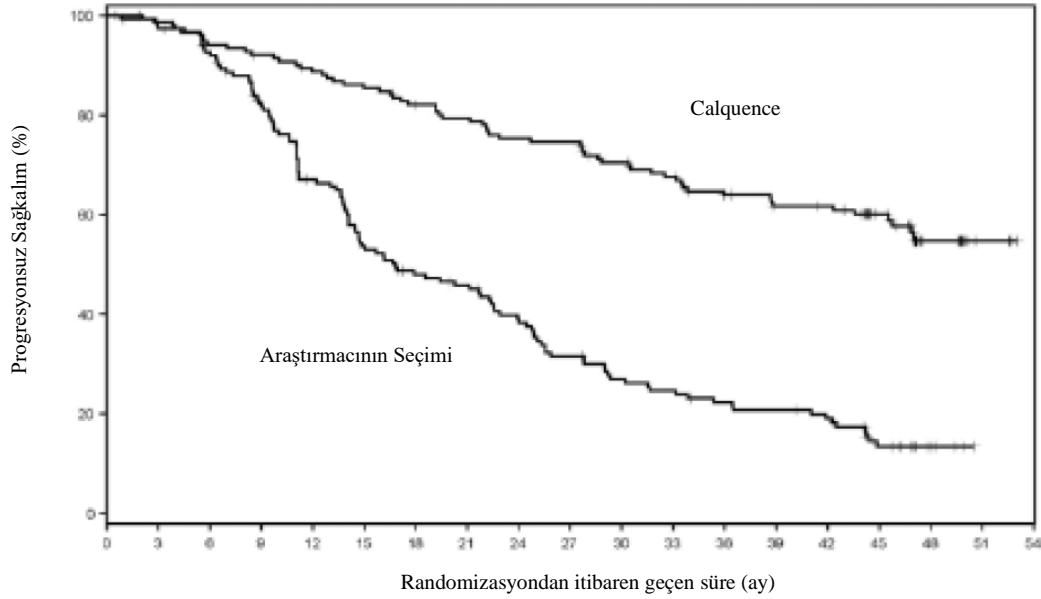 Progresyonsuz Sağkalım (%)
100
80
60
40
20
0
Calquence
Araştırmacının Seçimi
0 3 6 9 12 15 18 21 24 27 30 33 36 39 42 45 48 51 54
Randomizasyondan itibaren geçen süre (ay)